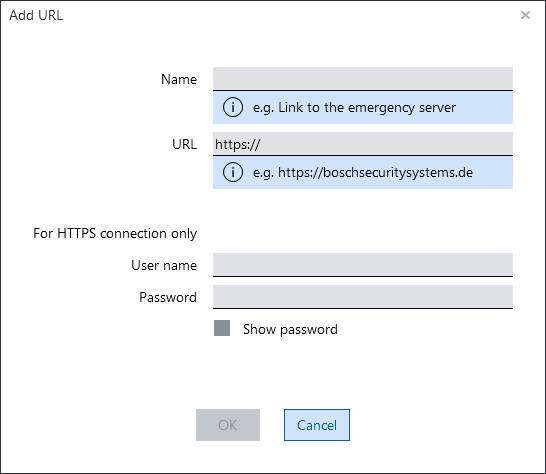 Add URL
Name
e.g. Link to the emergency server
URL https://
e.g. https://boschsecuritysystems.de
For HTTPS connection only
User name
Password
Show password
OK Cancel